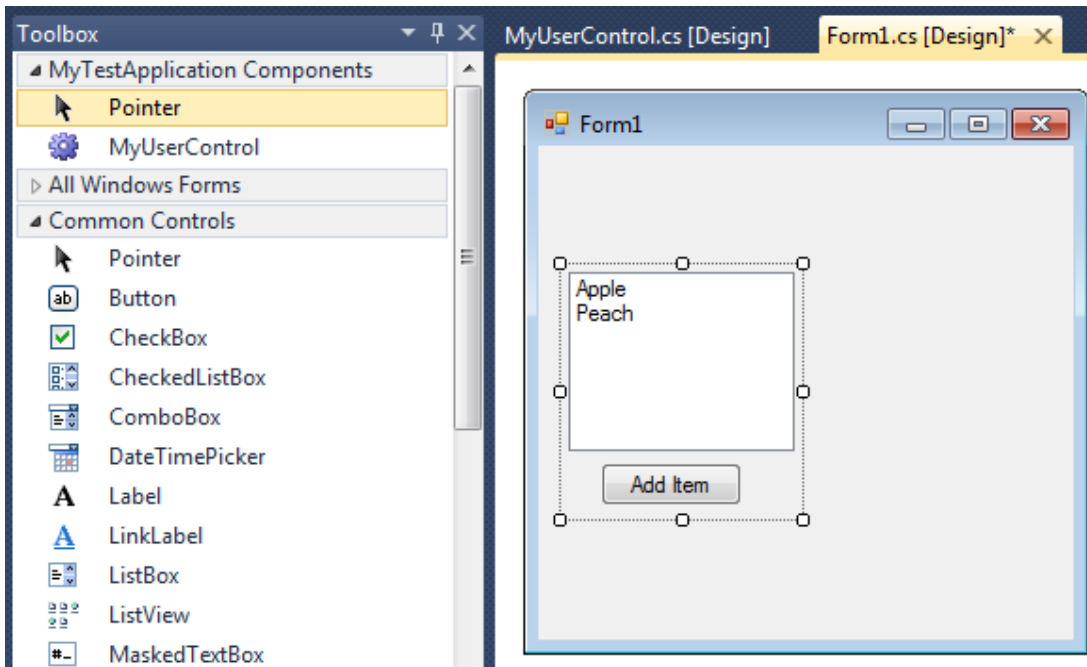 Toolbox
MyTestApplication Components
Pointer
MyUserControl
All Windows Forms
Common Controls
Pointer
ab Button
CheckBox
CheckedListBox
ComboBox
DateTimePicker
A Label
A LinkLabel
ListBox
ListView
#_ MaskedTextBox
MyUserControl.cs [Design] Form1.cs [Design]*
Form1
Apple
Peach
Add Item